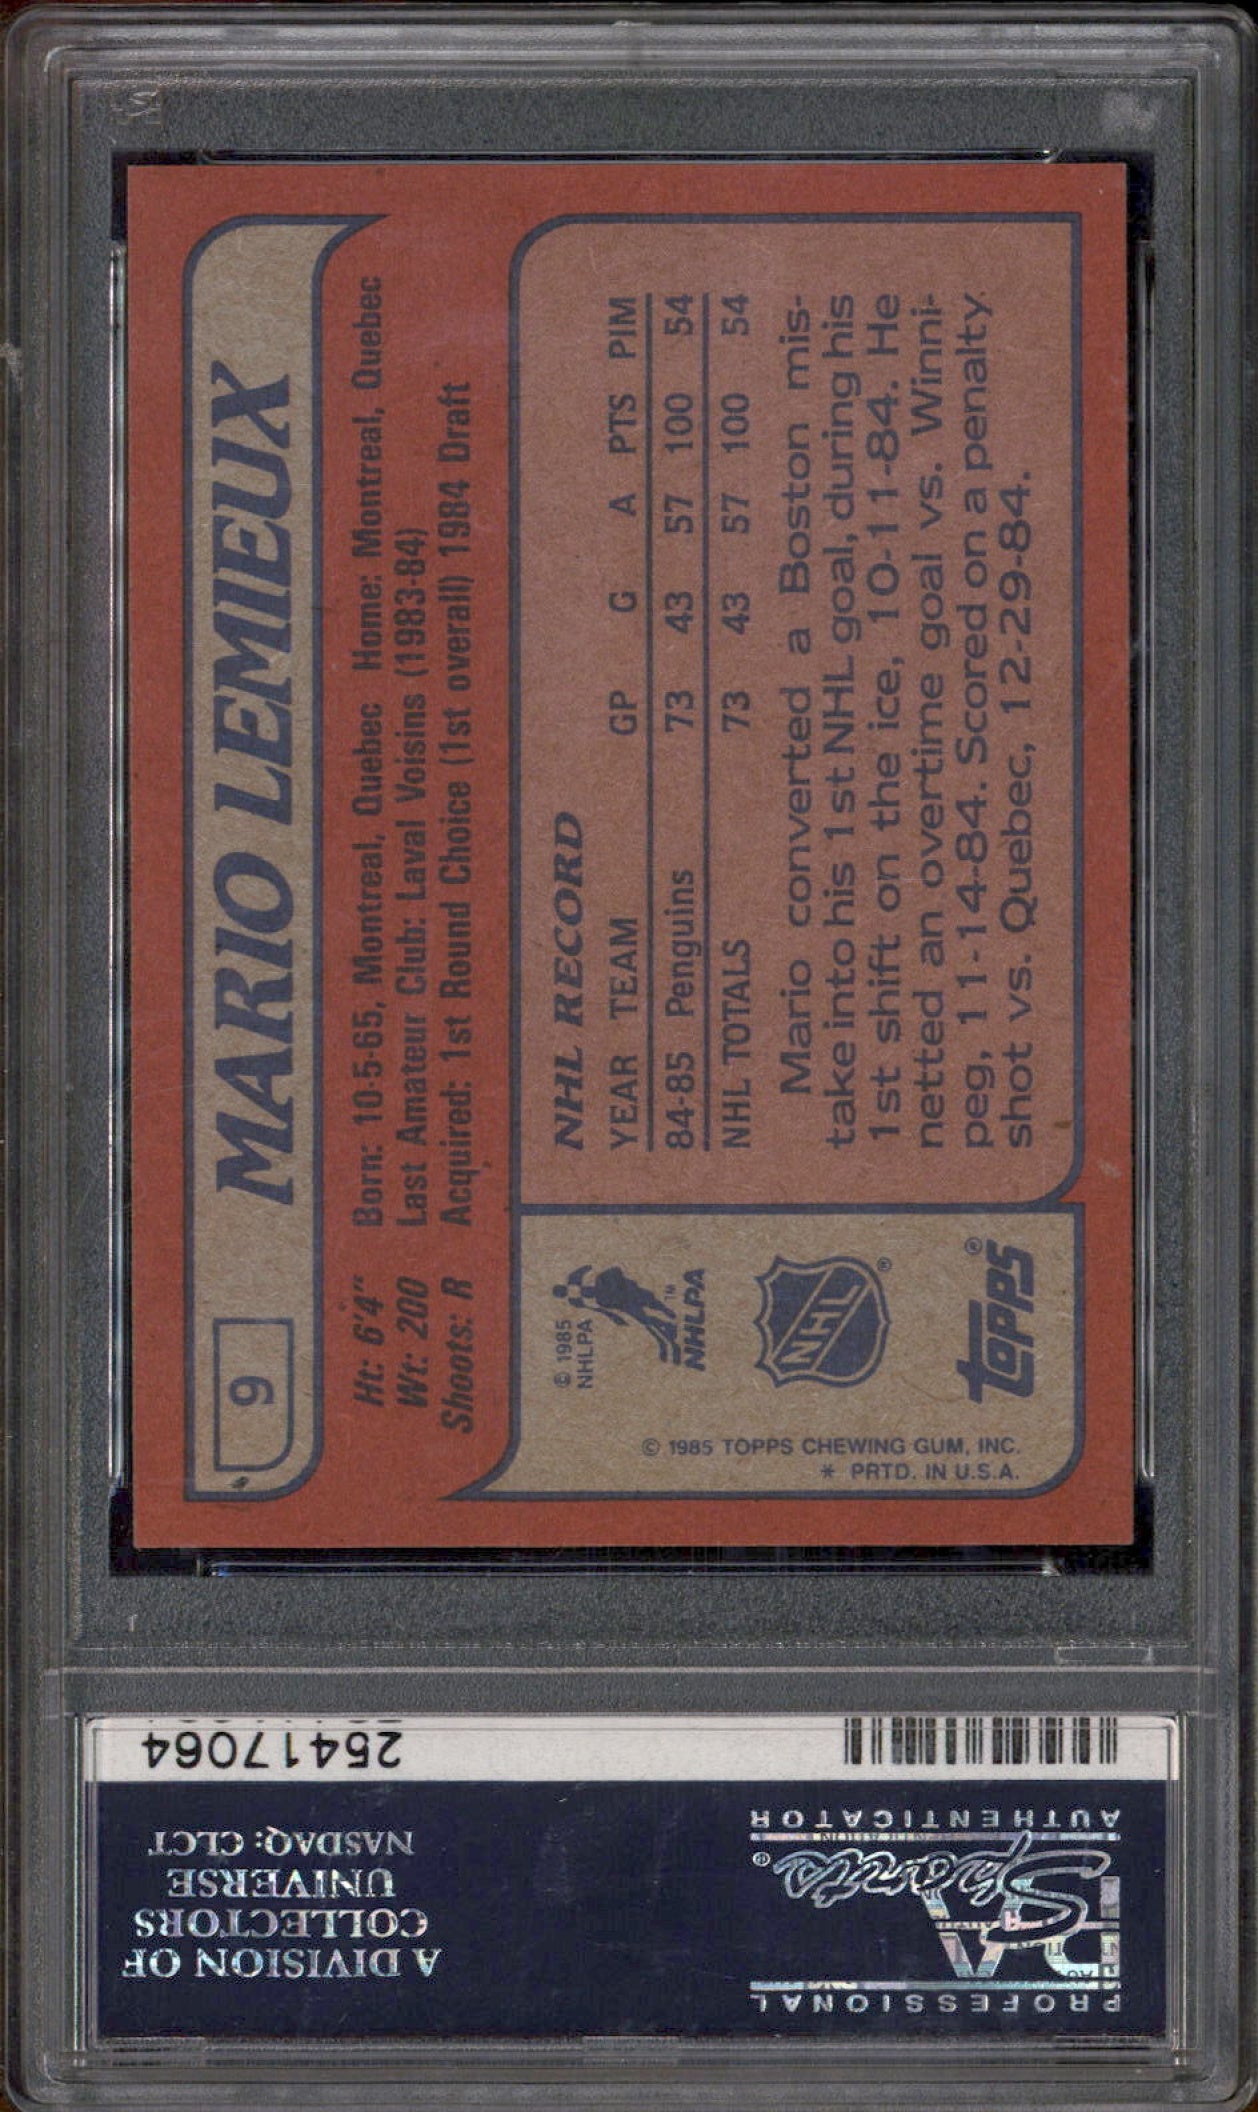 9
MARIO LEMIEUX
Ht: 6'4" Born: 10-5-65, Montreal, Quebec Home: Montreal, Quebec
Wt: 200 Last Amateur Club: Laval Voisins (1983-84)
Shoots: R Acquired: 1st Round Choice (1st overall) 1984 Draft
© 1985
NHLPA
™
NHLPA
NHL®
TOPPS®
© 1985 TOPPS CHEWING GUM, INC.
* PRTD. IN U.S.A.
NHL RECORD
YEAR TEAM GP G A PTS PIM
84-85 Penguins 73 43 57 100 54
NHL TOTALS 73 43 57 100 54
Mario converted a Boston mis-
take into his 1st NHL goal, during his
1st shift on the ice, 10-11-84. He
netted an overtime goal vs. Winni-
peg, 11-14-84. Scored on a penalty
shot vs. Quebec, 12-29-84.
PROFESSIONAL
PSA
Sports®
AUTHENTICATOR
A DIVISION OF
COLLECTORS
UNIVERSE
NASDAQ: CLCT
25417064